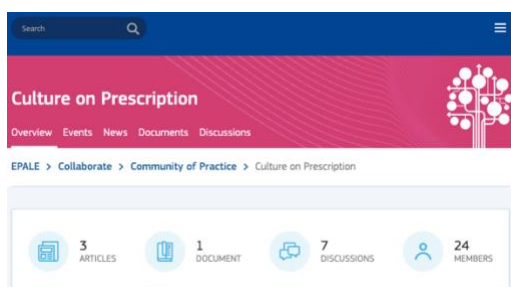 Search
Culture on Prescription
Overview Events News Documents Discussions
EPALE > Collaborate > Community of Practice > Culture on Prescription
3
ARTICLES
1
DOCUMENT
7
DISCUSSIONS
24
MEMBERS